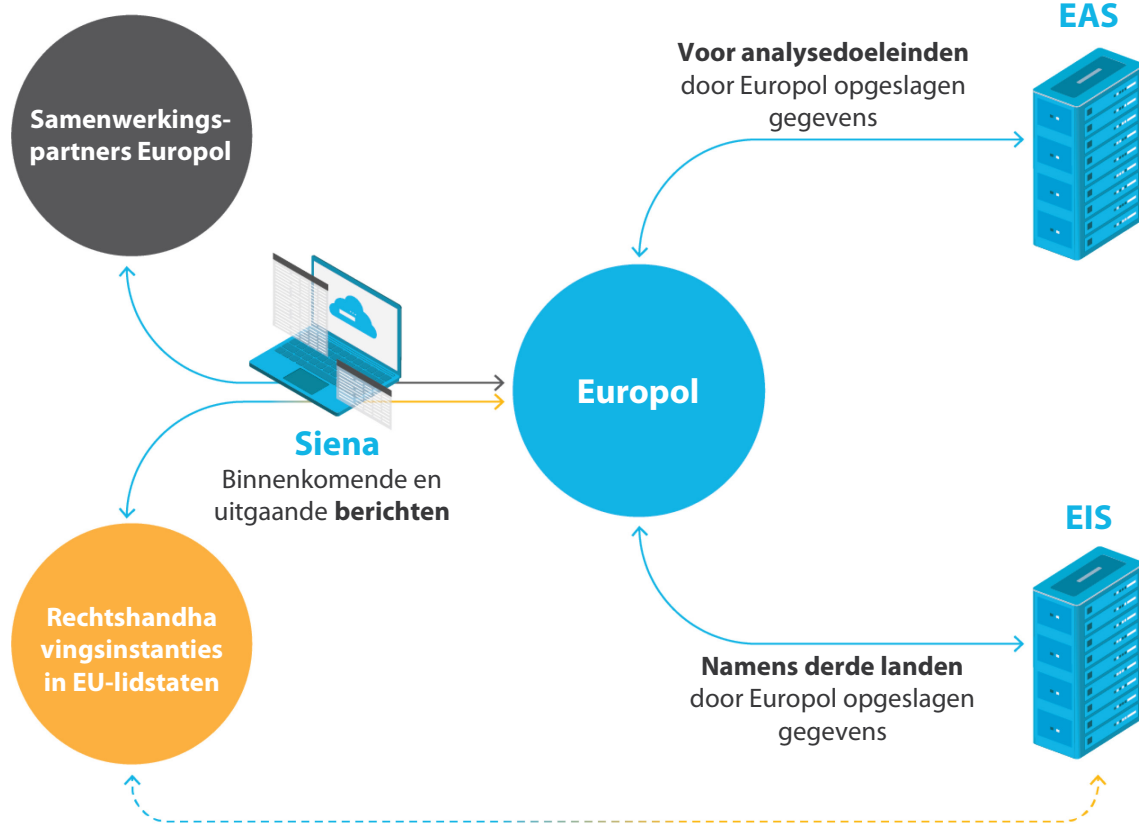 EAS
Voor analysedoeleinden
door Europol opgeslagen
gegevens
Samenwerkings-
partners Europol
Europol
Siena
Binnenkomende en
uitgaande berichten
EIS
Rechtshandha
vingsinstanties
in EU-lidstaten
Namens derde landen
door Europol opgeslagen
gegevens